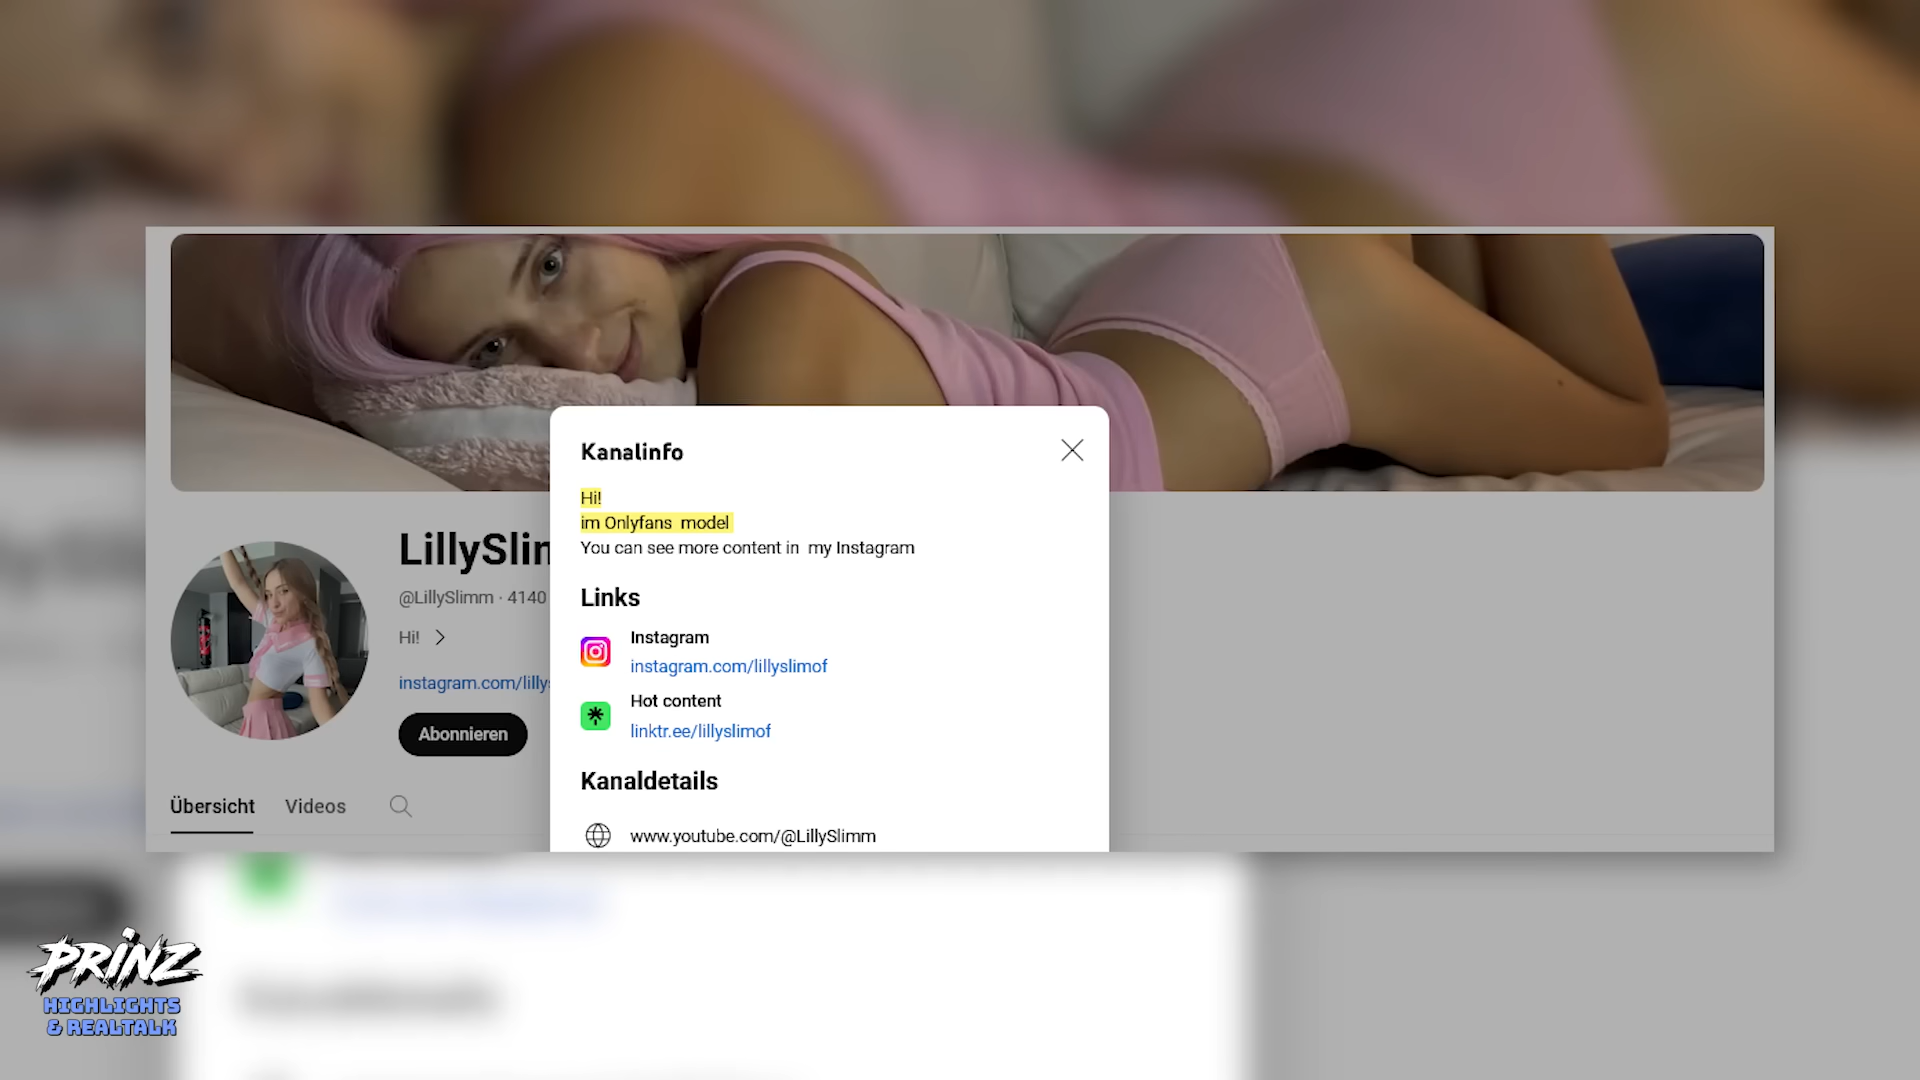 Kanalinfo
Hi!
im Onlyfans model
You can see more content in my Instagram
Links
Instagram
instagram.com/lillyslimof
Hot content
linktr.ee/lillyslimof
Kanaldetails
www.youtube.com/@LillySlimm
LillySlim
@LillySlimm · 4140
Hi!
instagram.com/lillys
Abonnieren
Übersicht
Videos
PRINZ
HIGHLIGHTS
& REALTALK